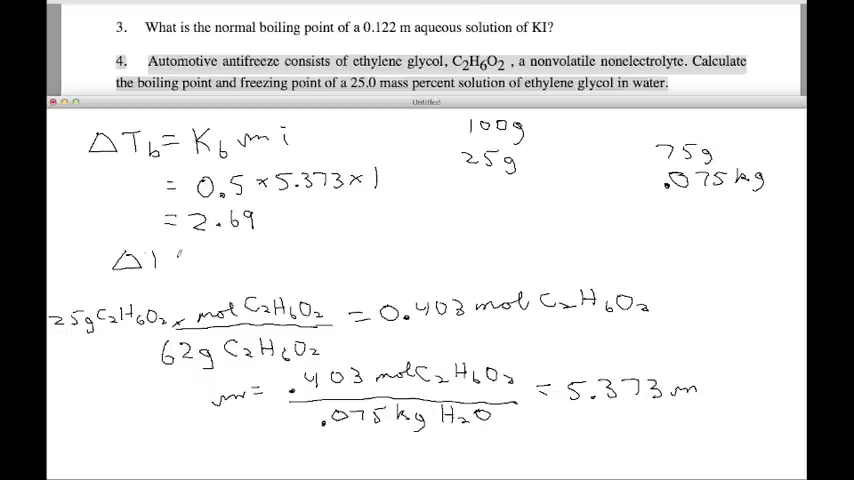 3. What is the normal boiling point of a 0.122 m aqueous solution of KI?
4. Automotive antifreeze consists of ethylene glycol, C2H6O2 , a nonvolatile nonelectrolyte. Calculate
the boiling point and freezing point of a 25.0 mass percent solution of ethylene glycol in water.
Untitled
△Tb = Kb m i
= 0.5 × 5.373 × 1
= 2.69
△T
100g
25g
75g
.075 kg
25g C2H6O2 × mol C2H6O2 = 0.403 mol C2H6O2
62g C2H6O2
m = .403 mol C2H6O2 = 5.373 m
.075 kg H2O